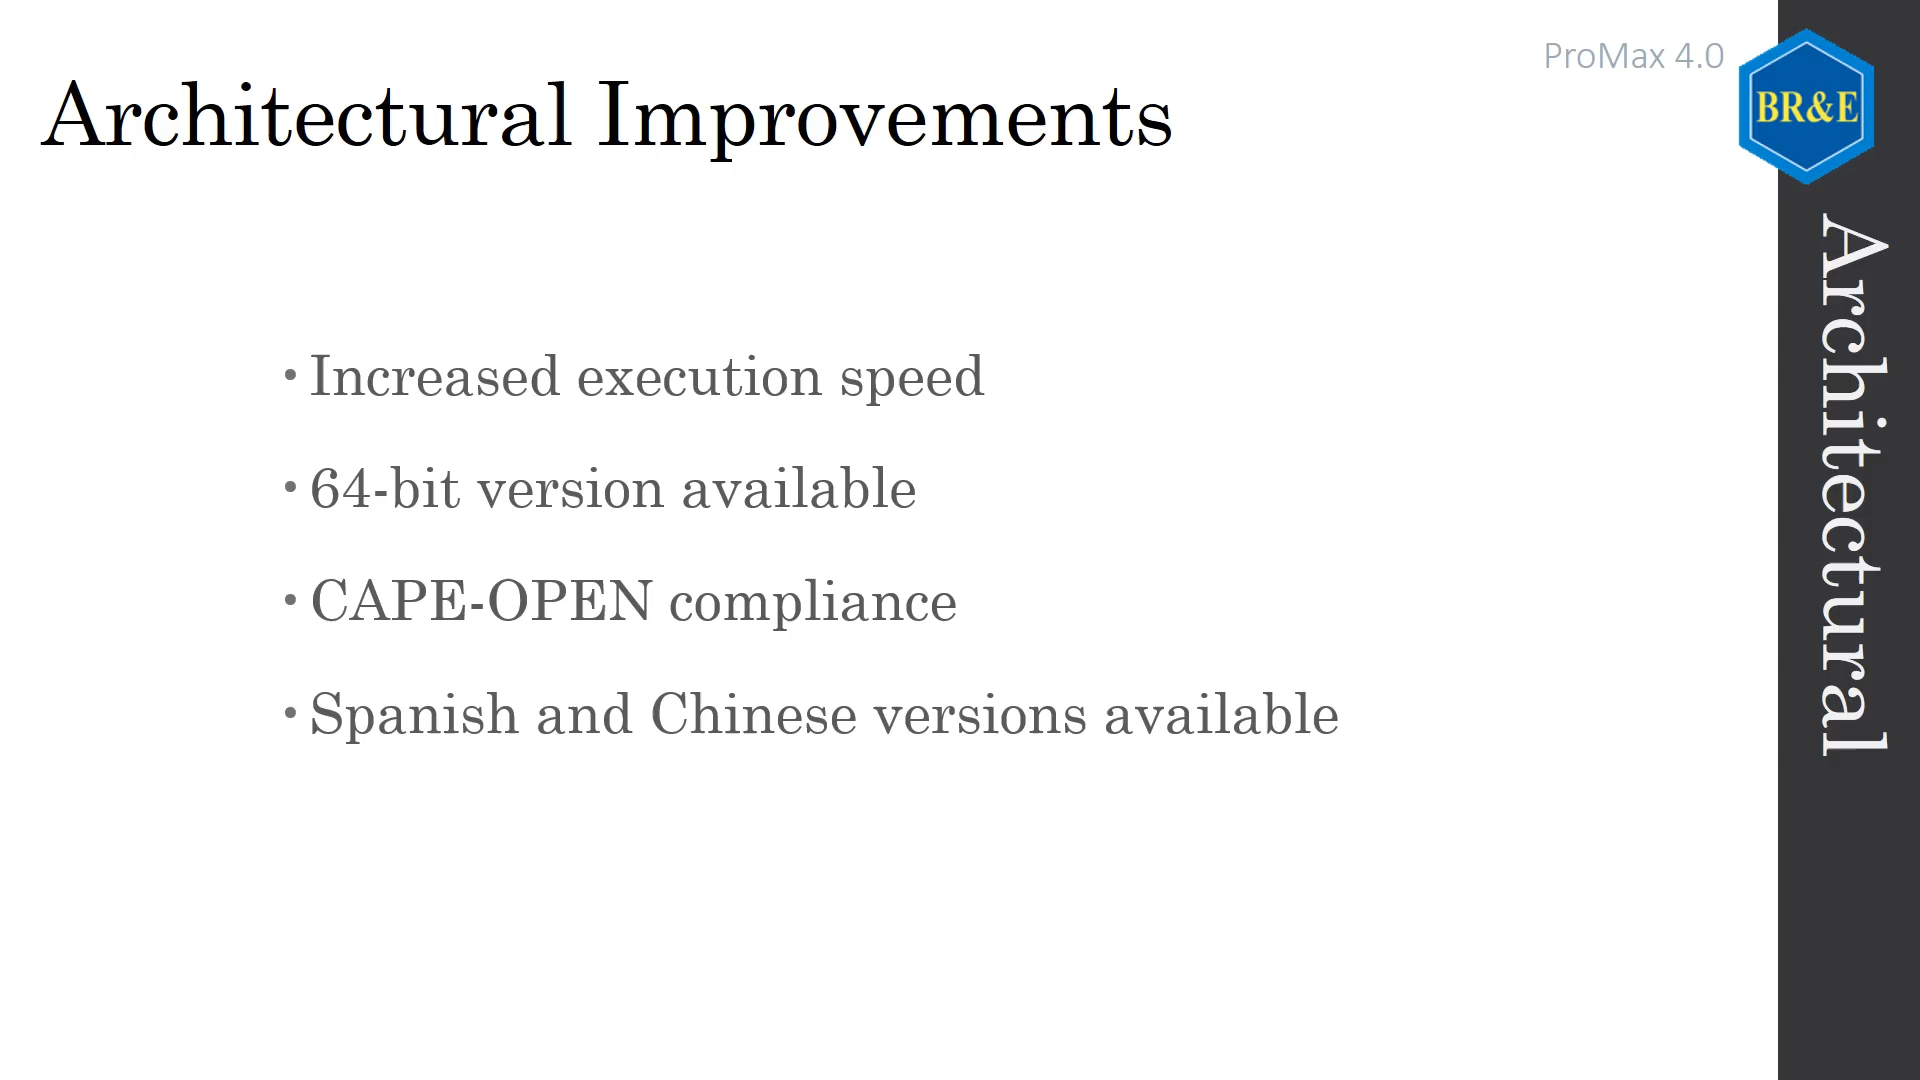 ProMax 4.0
BR&E
Architectural Improvements
• Increased execution speed
• 64-bit version available
• CAPE-OPEN compliance
• Spanish and Chinese versions available
Architectural